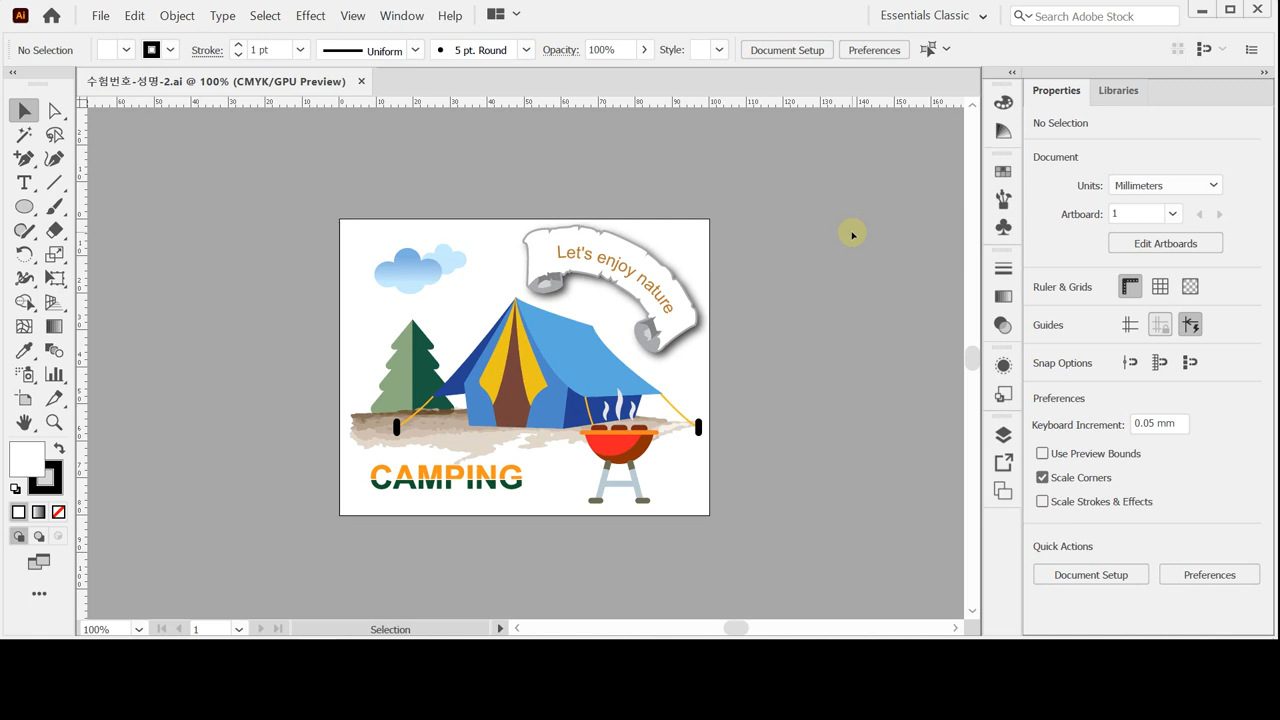 Ai File Edit Object Type Select Effect View Window Help Essentials Classic Search Adobe Stock
No Selection Stroke: 1 pt Uniform 5 pt. Round Opacity: 100% Style: Document Setup Preferences
수험번호-성명-2.ai @ 100% (CMYK/GPU Preview)
Properties Libraries
No Selection
Document
Units: Millimeters
Artboard: 1
Edit Artboards
Ruler & Grids
Guides
Snap Options
Preferences
Keyboard Increment: 0.05 mm
Use Preview Bounds
Scale Corners
Scale Strokes & Effects
Quick Actions
Document Setup Preferences
Let's enjoy nature
CAMPING
100% 1 Selection